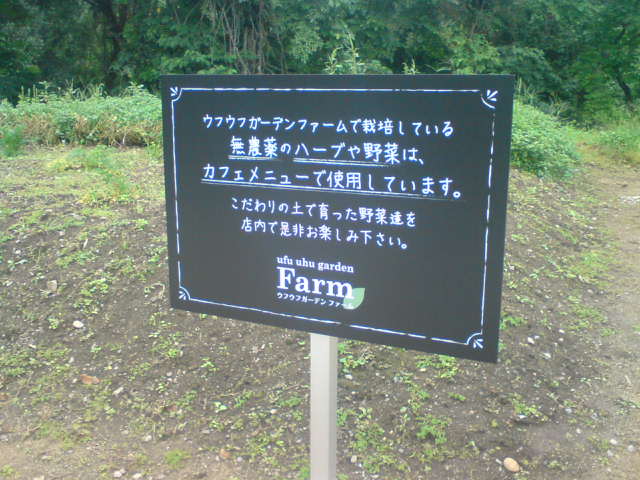 ウフウフガーデンファームで栽培している
無農薬のハーブや野菜は、
カフェメニューで使用しています。
こだわりの土で育った野菜達を
店内で是非お楽しみ下さい。
ufu uhu garden
Farm
ウフウフガーデン ファーム